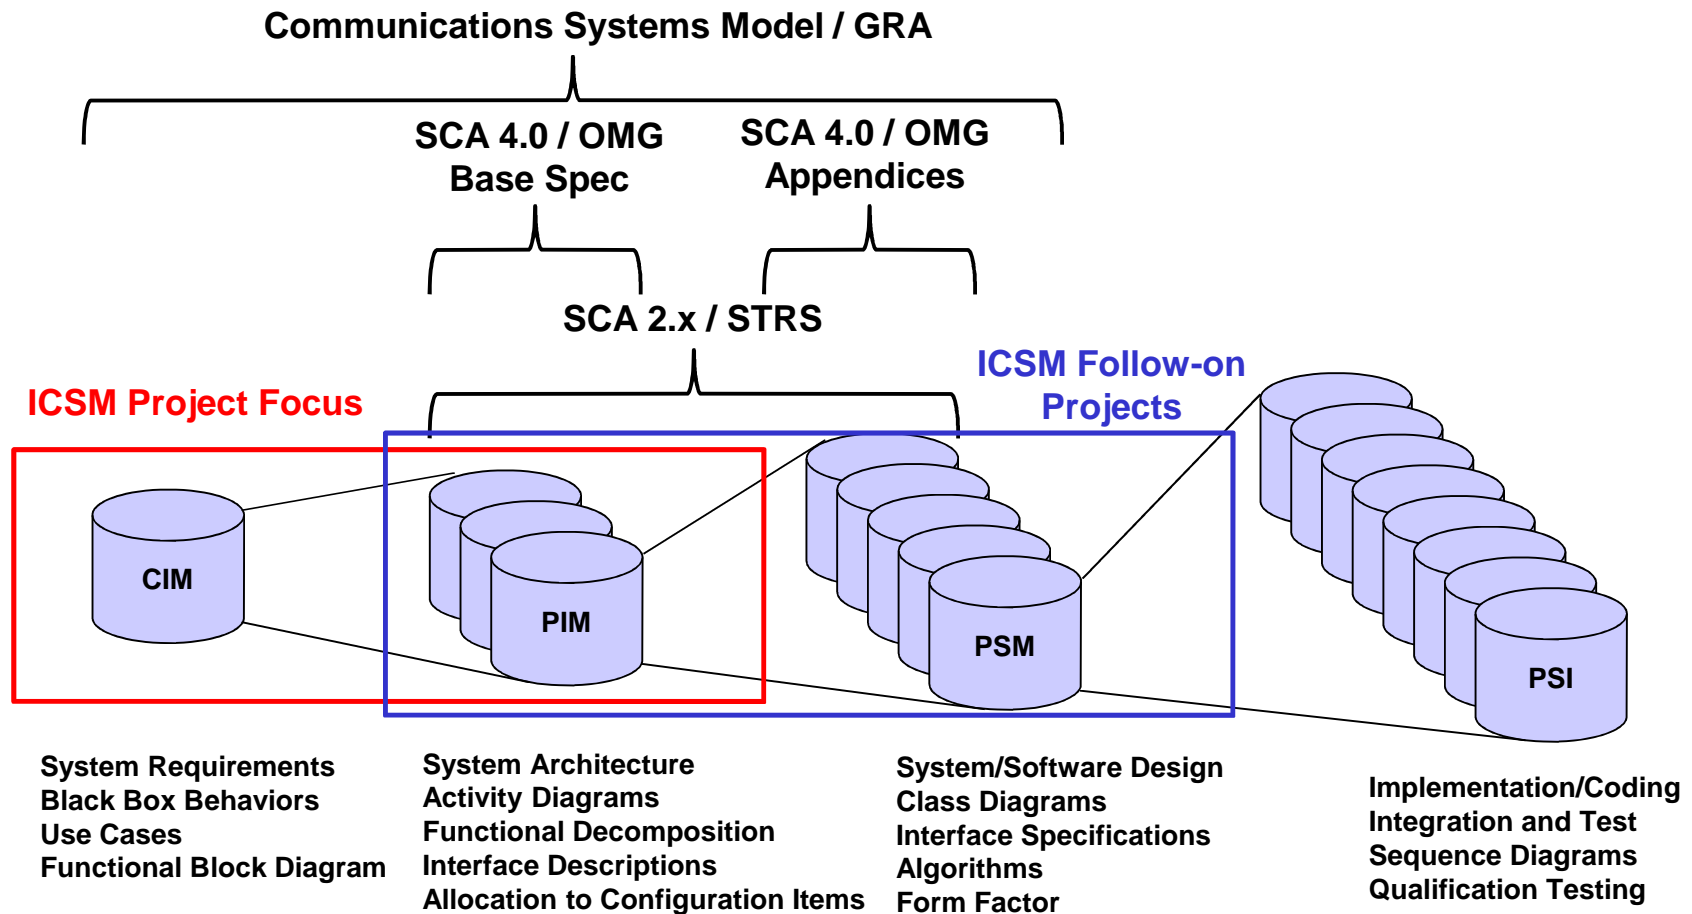 Communications Systems Model / GRA
SCA 4.0 / OMG
Base Spec
SCA 4.0 / OMG
Appendices
SCA 2.x / STRS
ICSM Project Focus
ICSM Follow-on
Projects
CIM
PIM
PSM
PSI
System Requirements
Black Box Behaviors
Use Cases
Functional Block Diagram
System Architecture
Activity Diagrams
Functional Decomposition
Interface Descriptions
Allocation to Configuration Items
System/Software Design
Class Diagrams
Interface Specifications
Algorithms
Form Factor
Implementation/Coding
Integration and Test
Sequence Diagrams
Qualification Testing